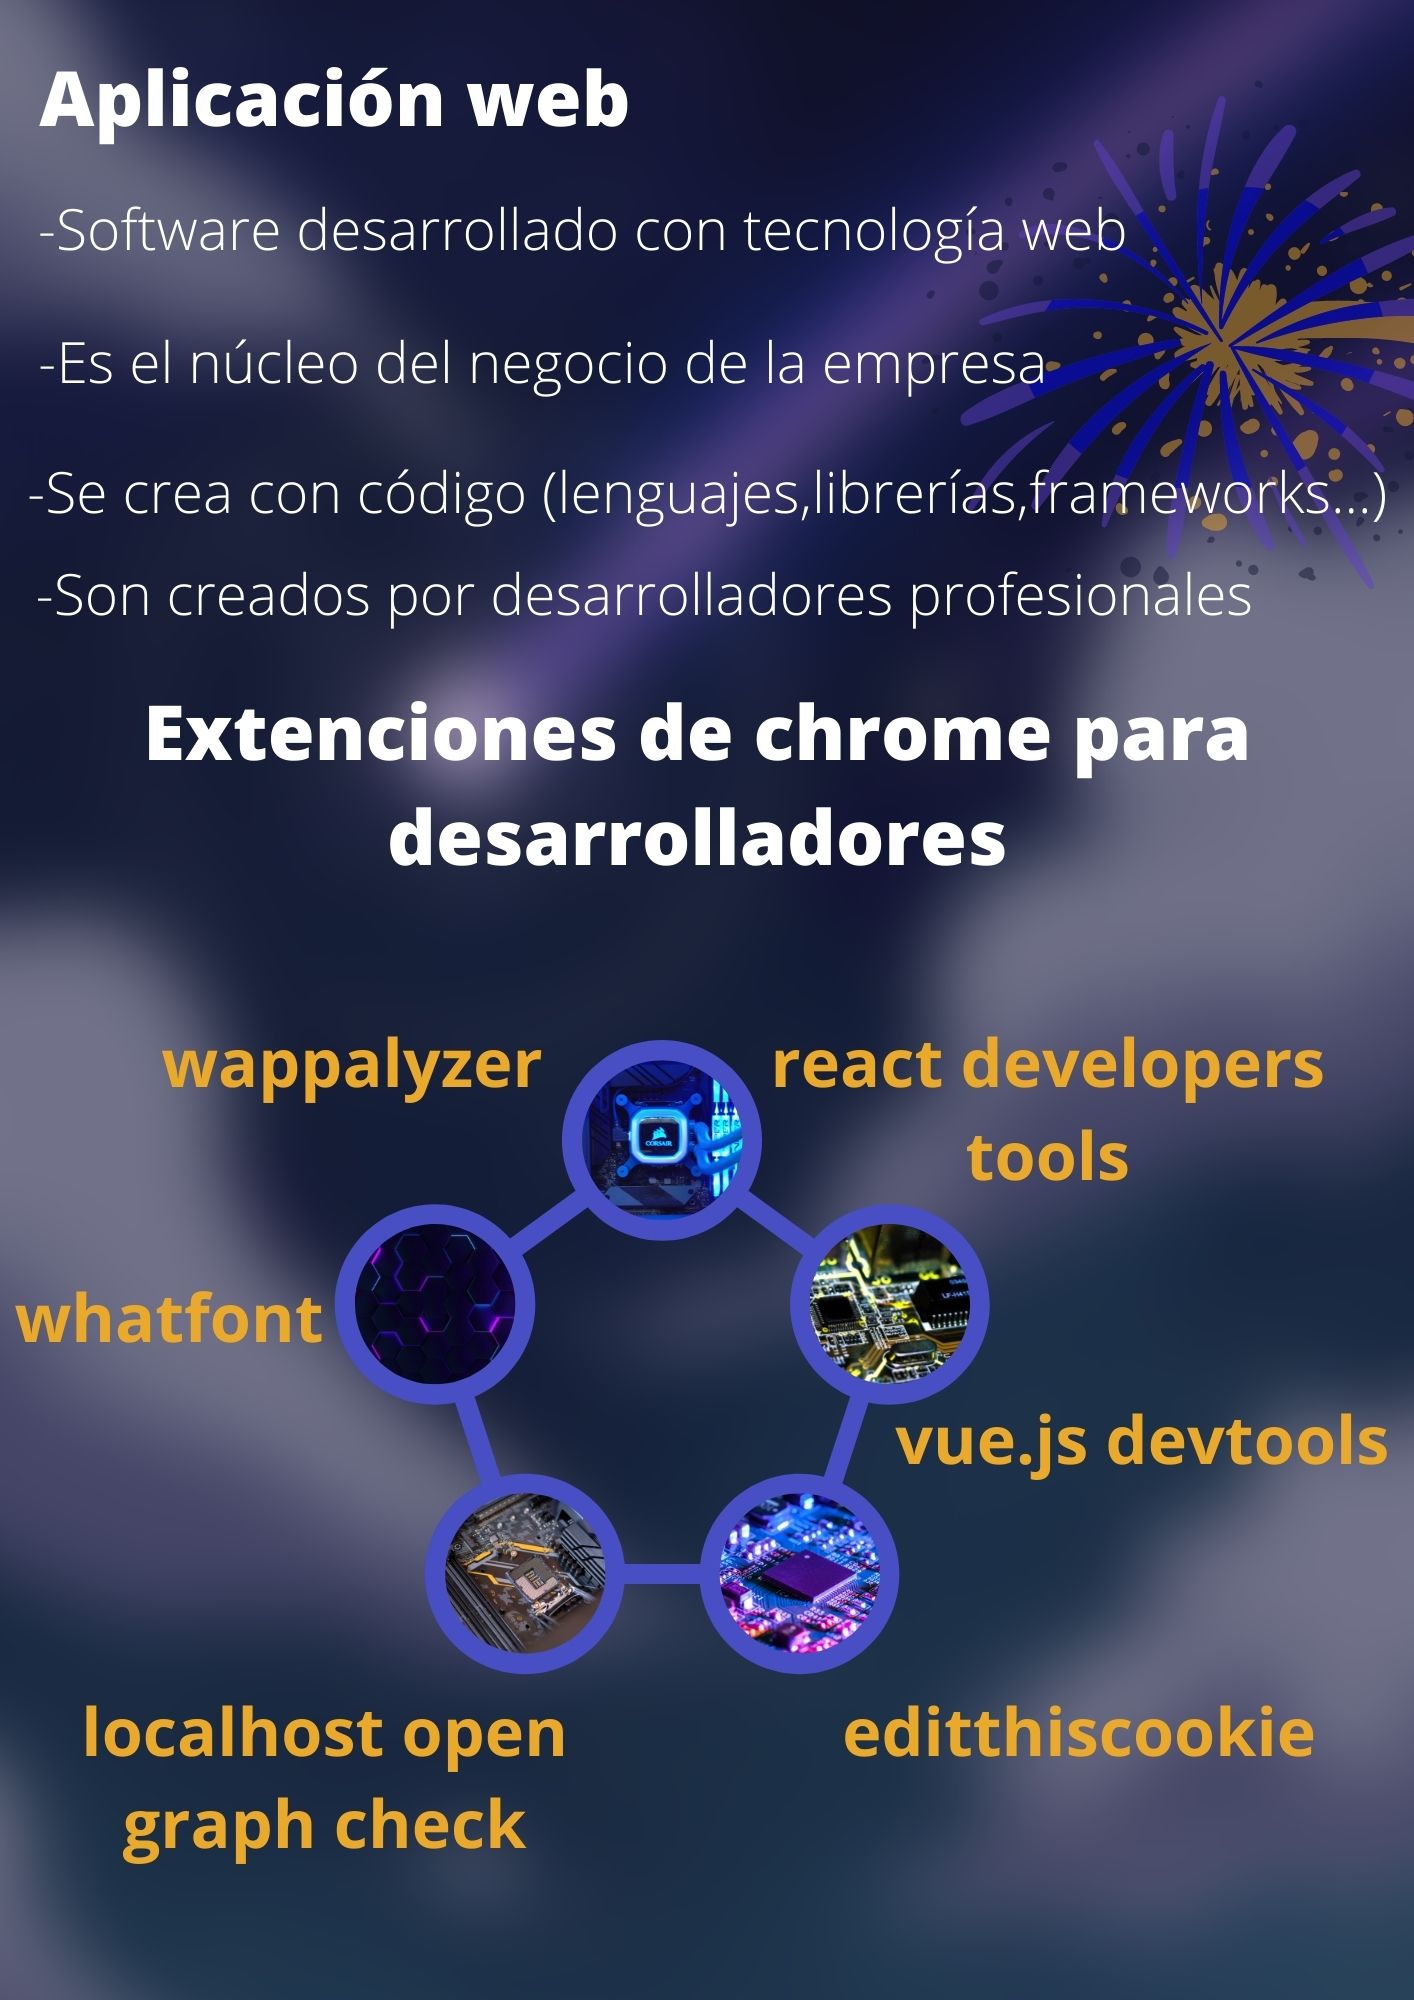 Aplicación web
-Software desarrollado con tecnología web
-Es el núcleo del negocio de la empresa
-Se crea con código (lenguajes,librerías,frameworks...)
-Son creados por desarrolladores profesionales
Extenciones de chrome para
desarrolladores
wappalyzer
react developers
tools
CORSAIR
whatfont
vue.js devtools
localhost open
graph check
editthiscookie